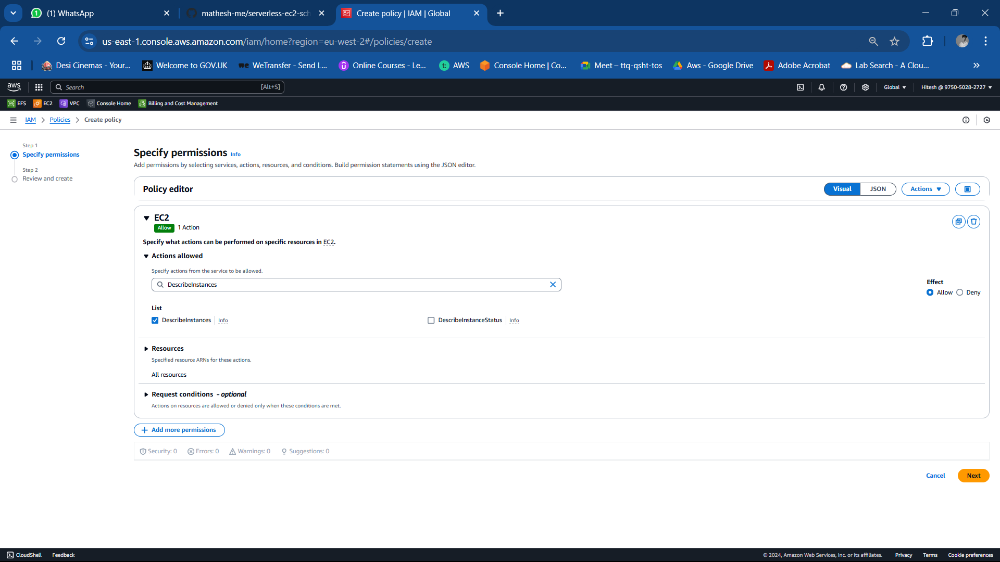 (1) WhatsApp
mathesh-me/serverless-ec2-sch
Create policy | IAM | Global
us-east-1.console.aws.amazon.com/iam/home?region=eu-west-2#/policies/create
Desi Cinemas - Your...
Welcome to GOV.UK
we WeTransfer - Send L...
Online Courses - Le...
t: AWS
Console Home | Co...
Meet – ttq-qsht-tos
Aws - Google Drive
Adobe Acrobat
Lab Search - A Clou...
aws
Search
[Alt+S]
Global
Hitesh @ 9750-5028-2727
EFS
EC2
VPC
Console Home
Billing and Cost Management
IAM
Policies
Create policy
Step 1
Specify permissions
Step 2
Review and create
Specify permissions Info
Add permissions by selecting services, actions, resources, and conditions. Build permission statements using the JSON editor.
Policy editor
Visual
JSON
Actions
EC2
Allow 1 Action
Specify what actions can be performed on specific resources in EC2.
Actions allowed
Specify actions from the service to be allowed.
DescribeInstances
Effect
Allow
Deny
List
DescribeInstances Info
DescribeInstanceStatus Info
Resources
Specified resource ARNs for these actions.
All resources
Request conditions - optional
Actions on resources are allowed or denied only when these conditions are met.
Add more permissions
Security: 0
Errors: 0
Warnings: 0
Suggestions: 0
Cancel
Next
CloudShell
Feedback
© 2024, Amazon Web Services, Inc. or its affiliates.
Privacy
Terms
Cookie preferences